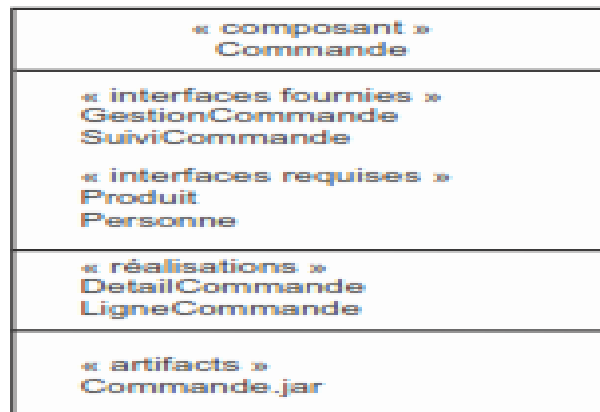 « composant »
Commande
« interfaces fournies »
GestionCommande
SuiviCommande
« interfaces requises »
Produit
Personne
« réalisations »
DetailCommande
LigneCommande
« artifacts »
Commande.jar